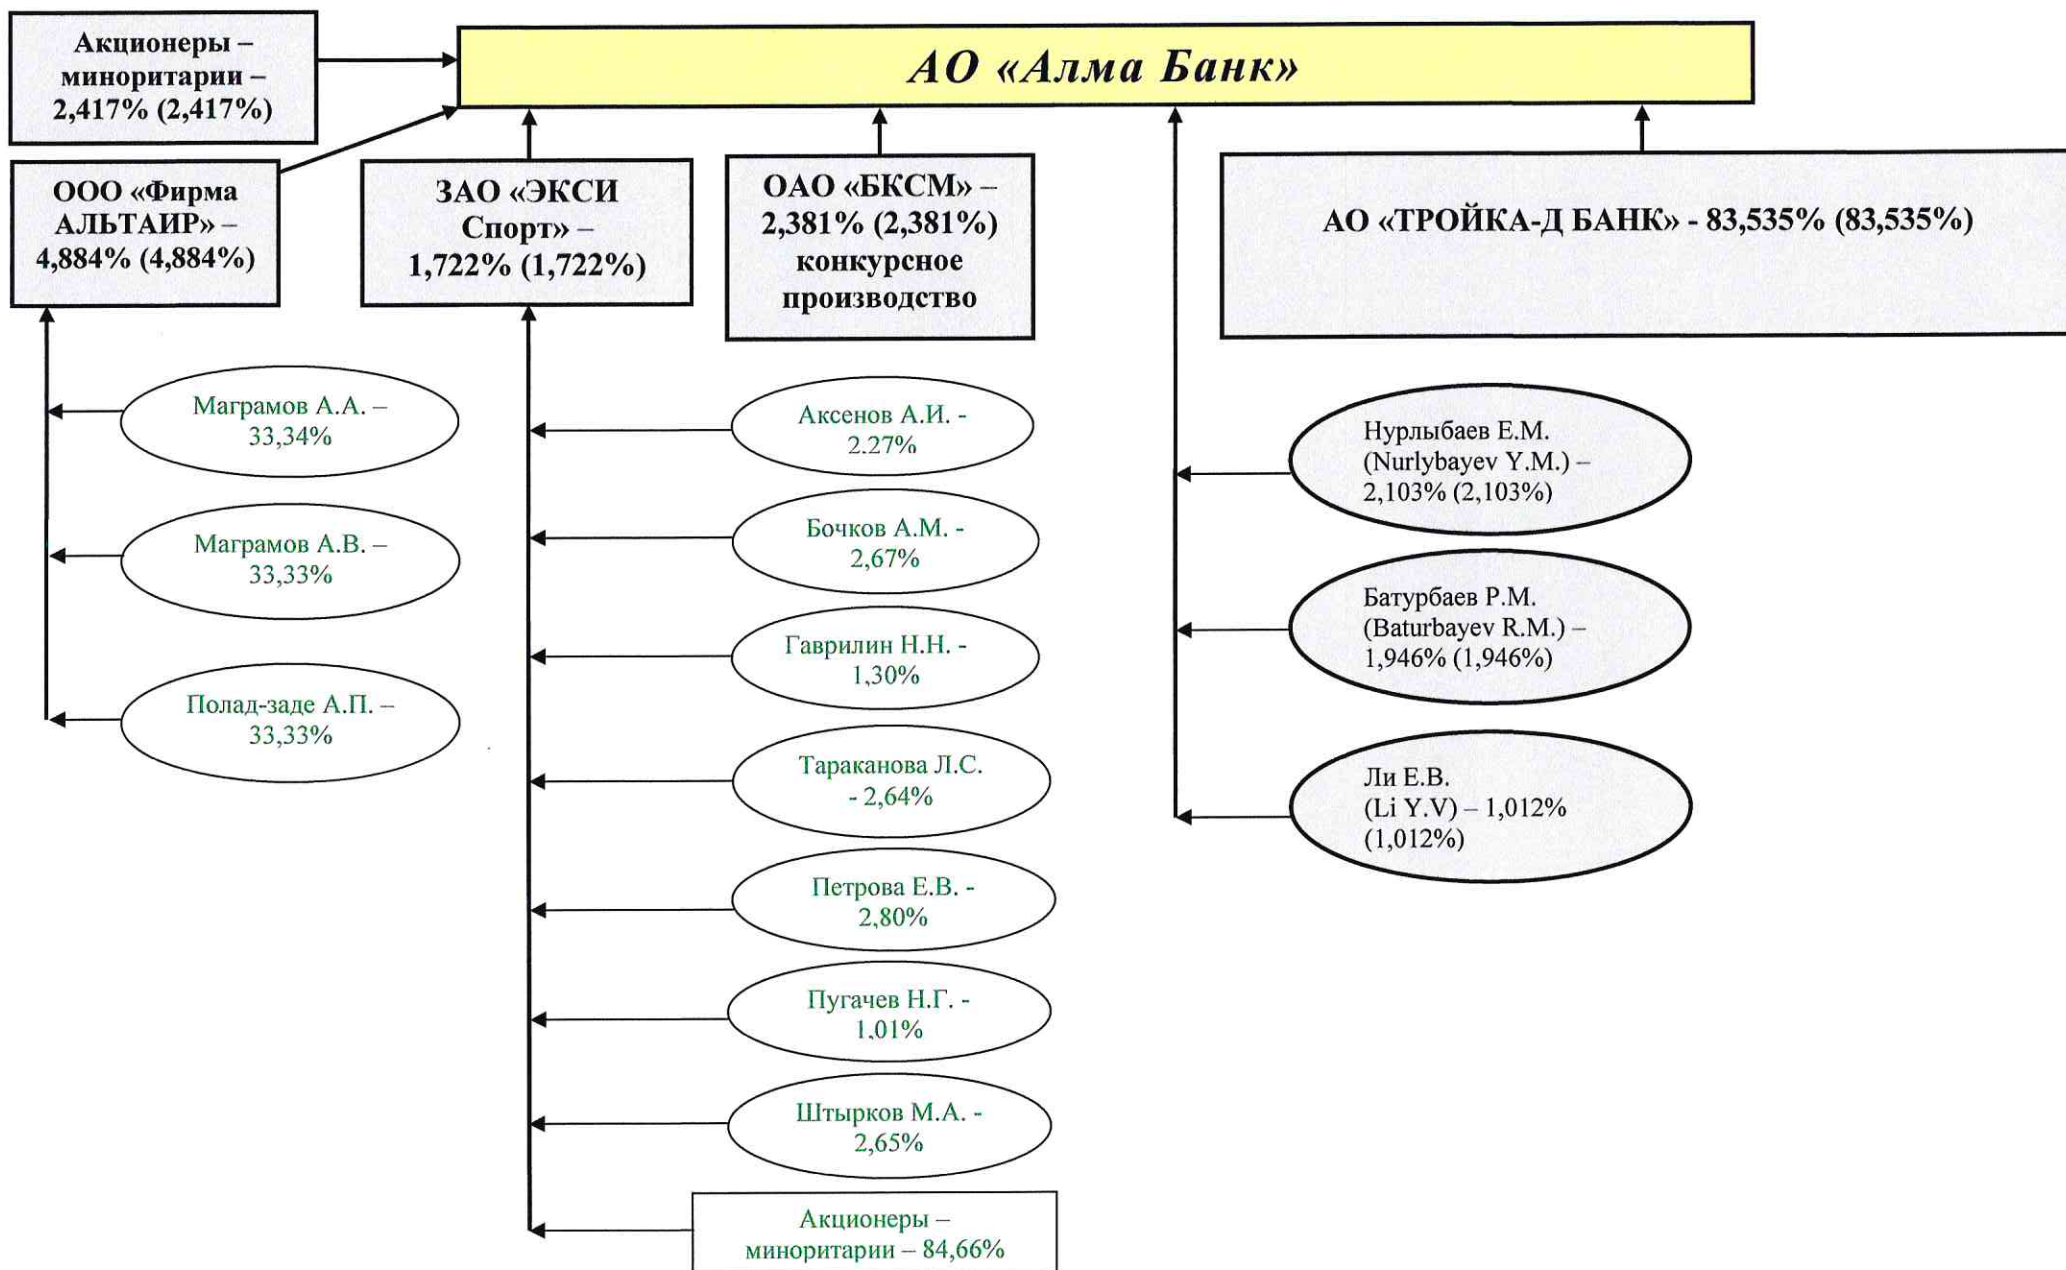 Акционеры –
миноритарии –
2,417% (2,417%)
АО «Алма Банк»
ООО «Фирма
АЛЬТАИР» –
4,884% (4,884%)
ЗАО «ЭКСИ
Спорт» –
1,722% (1,722%)
ОАО «БКСМ» –
2,381% (2,381%)
конкурсное
производство
АО «ТРОЙКА-Д БАНК» - 83,535% (83,535%)
Маграмов А.А. –
33,34%
Маграмов А.В. –
33,33%
Полад-заде А.П. –
33,33%
Аксенов А.И. -
2.27%
Бочков А.М. -
2,67%
Гаврилин Н.Н. -
1,30%
Тараканова Л.С.
- 2,64%
Петрова Е.В. -
2,80%
Пугачев Н.Г. -
1,01%
Штырков М.А. -
2,65%
Акционеры –
миноритарии – 84,66%
Нурлыбаев Е.М.
(Nurlybayev Y.M.) –
2,103% (2,103%)
Батурбаев Р.М.
(Baturbayev R.M.) –
1,946% (1,946%)
Ли Е.В.
(Li Y.V) – 1,012%
(1,012%)